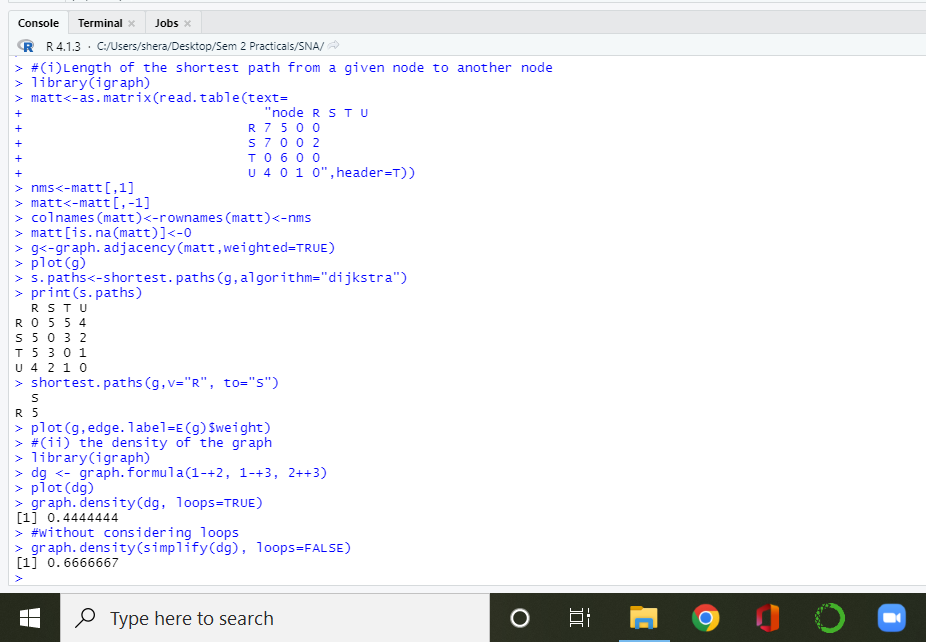 Console Terminal × Jobs ×
R R 4.1.3 · C:/Users/shera/Desktop/Sem 2 Practicals/SNA/
> #(i)Length of the shortest path from a given node to another node
> library(igraph)
> matt<-as.matrix(read.table(text=
+ "node R S T U
+ R 7 5 0 0
+ S 7 0 0 2
+ T 0 6 0 0
+ U 4 0 1 0",header=T))
> nms<-matt[,1]
> matt<-matt[,-1]
> colnames(matt)<-rownames(matt)<-nms
> matt[is.na(matt)]<-0
> g<-graph.adjacency(matt,weighted=TRUE)
> plot(g)
> s.paths<-shortest.paths(g,algorithm="dijkstra")
> print(s.paths)
R S T U
R 0 5 5 4
S 5 0 3 2
T 5 3 0 1
U 4 2 1 0
> shortest.paths(g,v="R", to="S")
S
R 5
> plot(g,edge.label=E(g)$weight)
> #(ii) the density of the graph
> library(igraph)
> dg <- graph.formula(1-+2, 1-+3, 2++3)
> plot(dg)
> graph.density(dg, loops=TRUE)
[1] 0.4444444
> #without considering loops
> graph.density(simplify(dg), loops=FALSE)
[1] 0.6666667
>
Type here to search